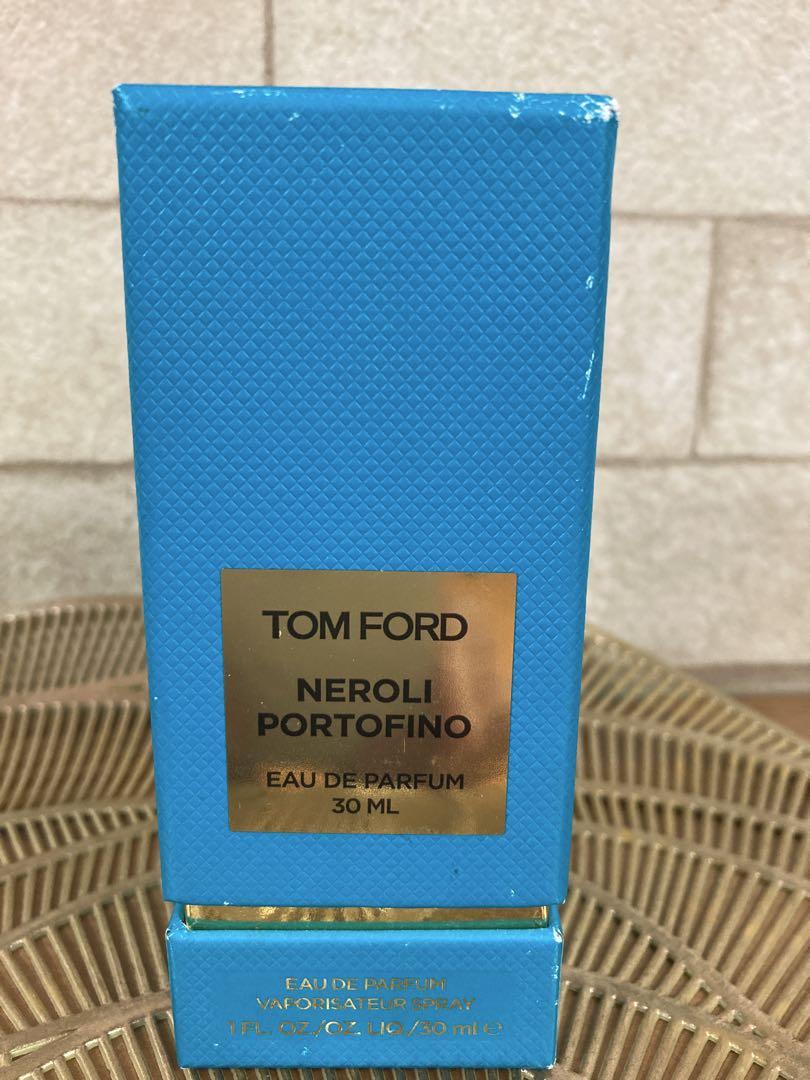 TOM FORD
NEROLI
PORTOFINO
EAU DE PARFUM
30 ML
EAU DE PARFUM
VAPORISATEUR SPRAY
1 FL. OZ./OZ. LIQ./30 ml ℮